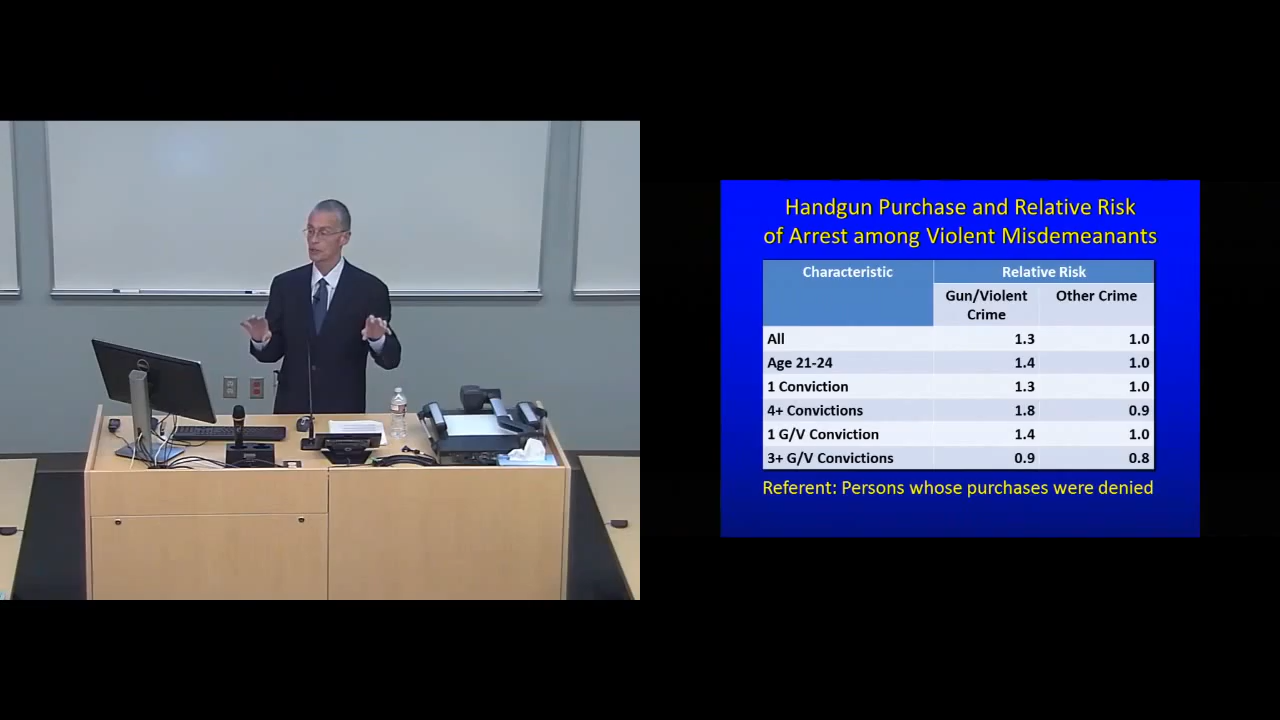 Handgun Purchase and Relative Risk
of Arrest among Violent Misdemeanants
Characteristic Relative Risk
Gun/Violent Crime Other Crime
All 1.3 1.0
Age 21-24 1.4 1.0
1 Conviction 1.3 1.0
4+ Convictions 1.8 0.9
1 G/V Conviction 1.4 1.0
3+ G/V Convictions 0.9 0.8
Referent: Persons whose purchases were denied